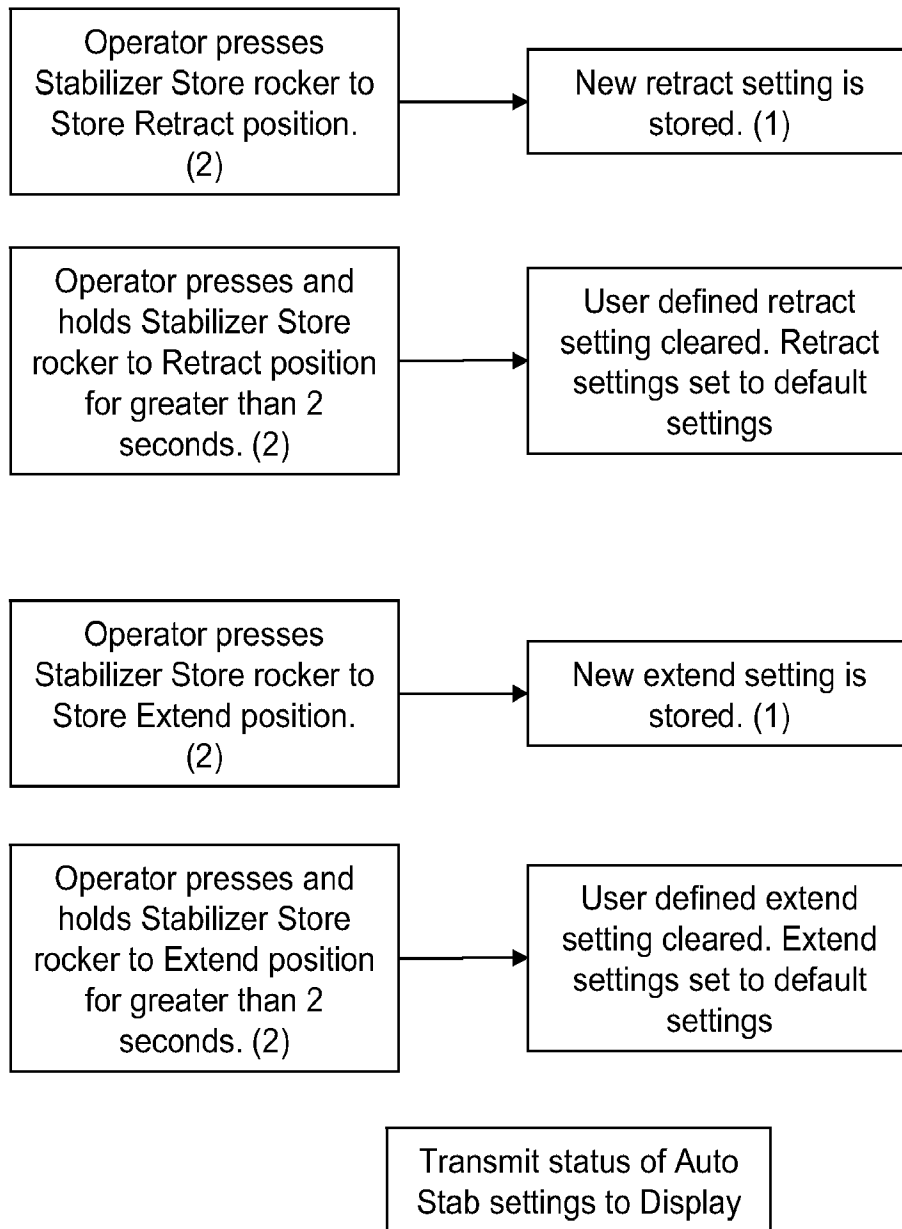 Operator presses
Stabilizer Store rocker to
Store Retract position.
(2)
New retract setting is
stored. (1)
Operator presses and
holds Stabilizer Store
rocker to Retract position
for greater than 2
seconds. (2)
User defined retract
setting cleared. Retract
settings set to default
settings
Operator presses
Stabilizer Store rocker to
Store Extend position.
(2)
New extend setting is
stored. (1)
Operator presses and
holds Stabilizer Store
rocker to Extend position
for greater than 2
seconds. (2)
User defined extend
setting cleared. Extend
settings set to default
settings
Transmit status of Auto
Stab settings to Display